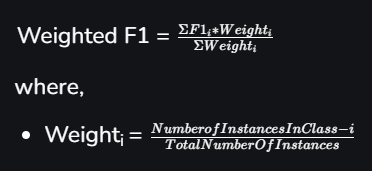 Weighted F1 = ΣF1ᵢ∗Weightᵢ / ΣWeightᵢ
where,
• Weightᵢ = NumberofInstancesInClass−i / TotalNumberOfInstances